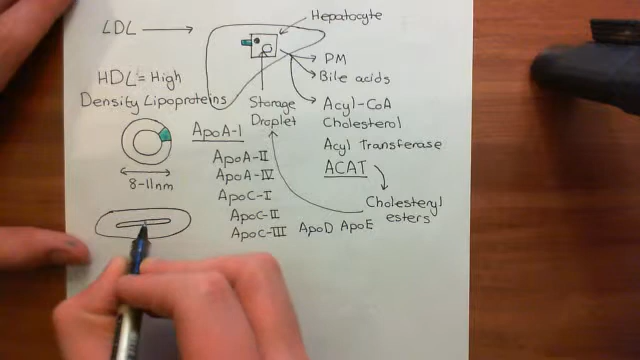 LDL
Hepatocyte
PM
Bile acids
HDL = High
Density Lipoproteins
Storage
Droplet
Acyl-CoA
Cholesterol
Acyl Transferase
ACAT
Cholesteryl
esters
ApoA-I
ApoA-II
ApoA-IV
ApoC-I
ApoC-II
ApoC-III ApoD ApoE
8-11nm